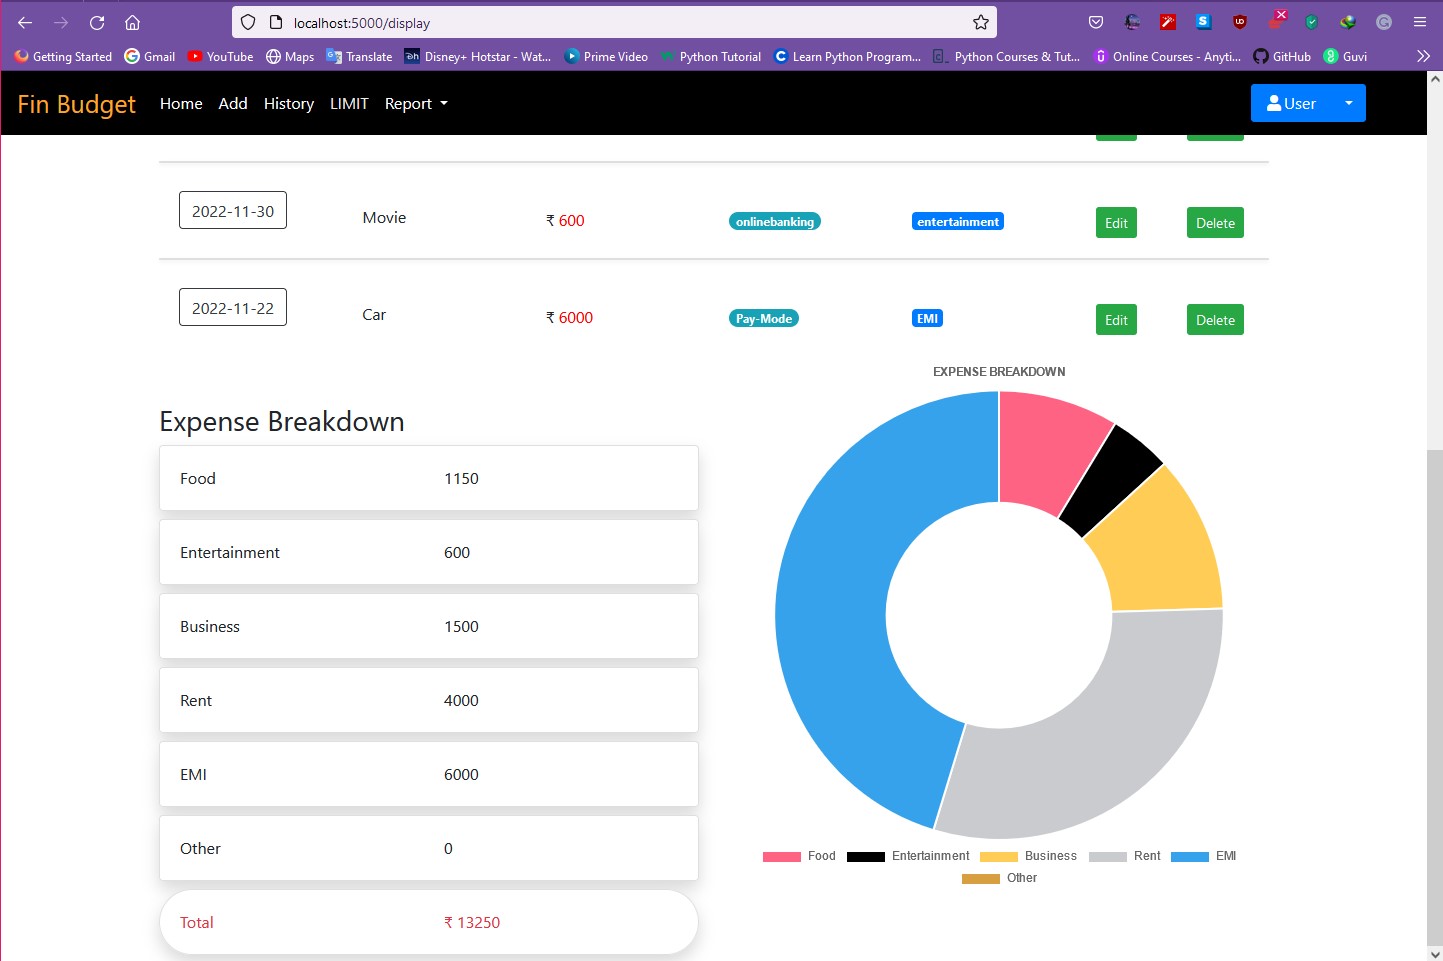 localhost:5000/display
Getting Started Gmail YouTube Maps Translate Disney+ Hotstar - Wat... Prime Video Python Tutorial Learn Python Program... Python Courses & Tut... Online Courses - Anyti... GitHub Guvi
Fin Budget Home Add History LIMIT Report User
2022-11-30 Movie ₹ 600 onlinebanking entertainment Edit Delete
2022-11-22 Car ₹ 6000 Pay-Mode EMI Edit Delete
EXPENSE BREAKDOWN
Expense Breakdown
Food 1150
Entertainment 600
Business 1500
Rent 4000
EMI 6000
Other 0
Total ₹ 13250
Food Entertainment Business Rent EMI
Other